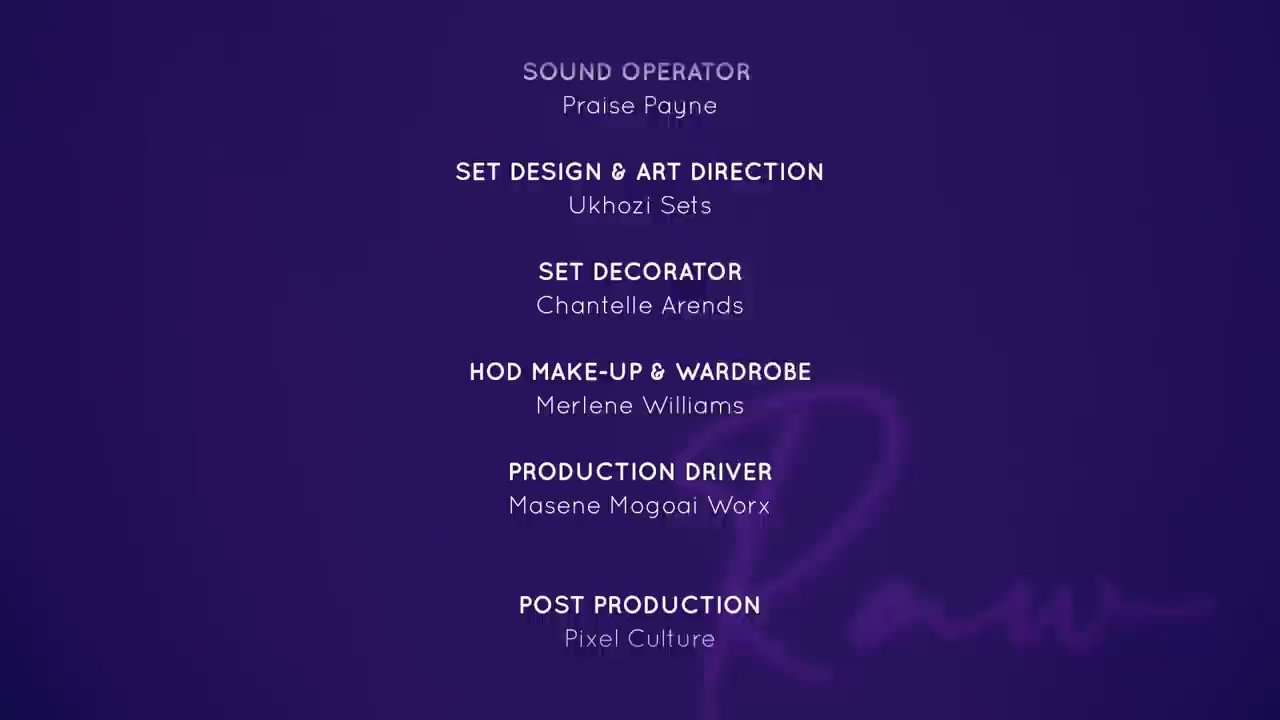 SOUND OPERATOR
Praise Payne
SET DESIGN & ART DIRECTION
Ukhozi Sets
SET DECORATOR
Chantelle Arends
HOD MAKE-UP & WARDROBE
Merlene Williams
PRODUCTION DRIVER
Masene Mogoai Worx
POST PRODUCTION
Pixel Culture
Raw